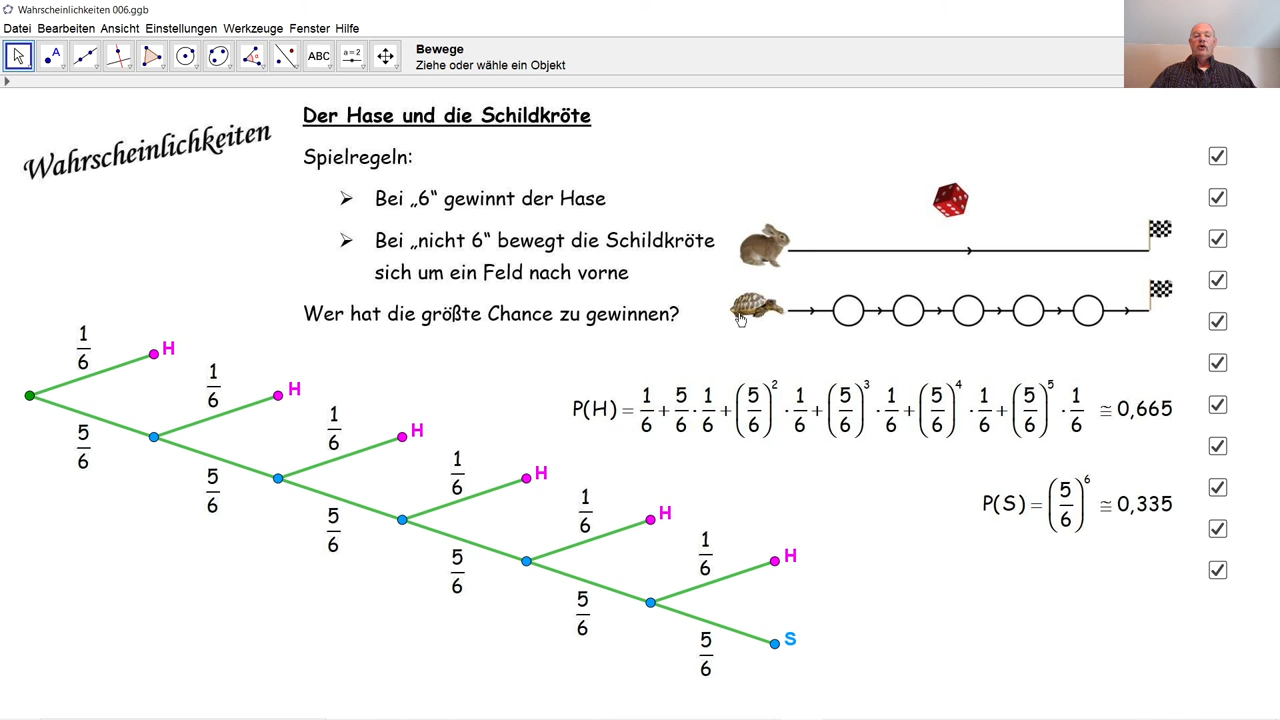 Wahrscheinlichkeiten 006.ggb
Datei Bearbeiten Ansicht Einstellungen Werkzeuge Fenster Hilfe
A
ABC
a=2
Bewege
Ziehe oder wähle ein Objekt
Der Hase und die Schildkröte
Wahrscheinlichkeiten
Spielregeln:
➢ Bei „6“ gewinnt der Hase
➢ Bei „nicht 6“ bewegt die Schildkröte
sich um ein Feld nach vorne
Wer hat die größte Chance zu gewinnen?
1/6 H
5/6
1/6 H
5/6
1/6 H
5/6
1/6 H
5/6
1/6 H
5/6
1/6 H
5/6 S
P(H) = 1/6 + 5/6 · 1/6 + (5/6)² · 1/6 + (5/6)³ · 1/6 + (5/6)⁴ · 1/6 + (5/6)⁵ · 1/6 ≅ 0,665
P(S) = (5/6)⁶ ≅ 0,335